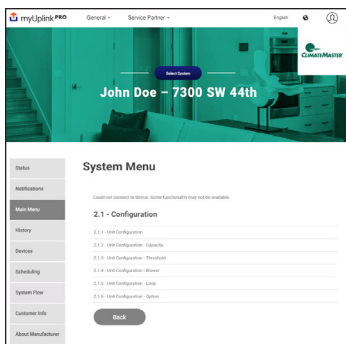 myUplink PRO
General
Service Partner
English
CLIMATEMASTER
Select System
John Doe – 7300 SW 44th
System Menu
Status
Notifications
Main Menu
History
Devices
Scheduling
System Flow
Customer Info
About Manufacturer
Could not connect to device. Some functionality may not be available.
2.1 - Configuration
2.1.1 - Unit Configuration
2.1.2 - Unit Configuration - Capacity
2.1.3 - Unit Configuration - Threshold
2.1.4 - Unit Configuration - Blower
2.1.5 - Unit Configuration - Loop
2.1.6 - Unit Configuration - Option
Back